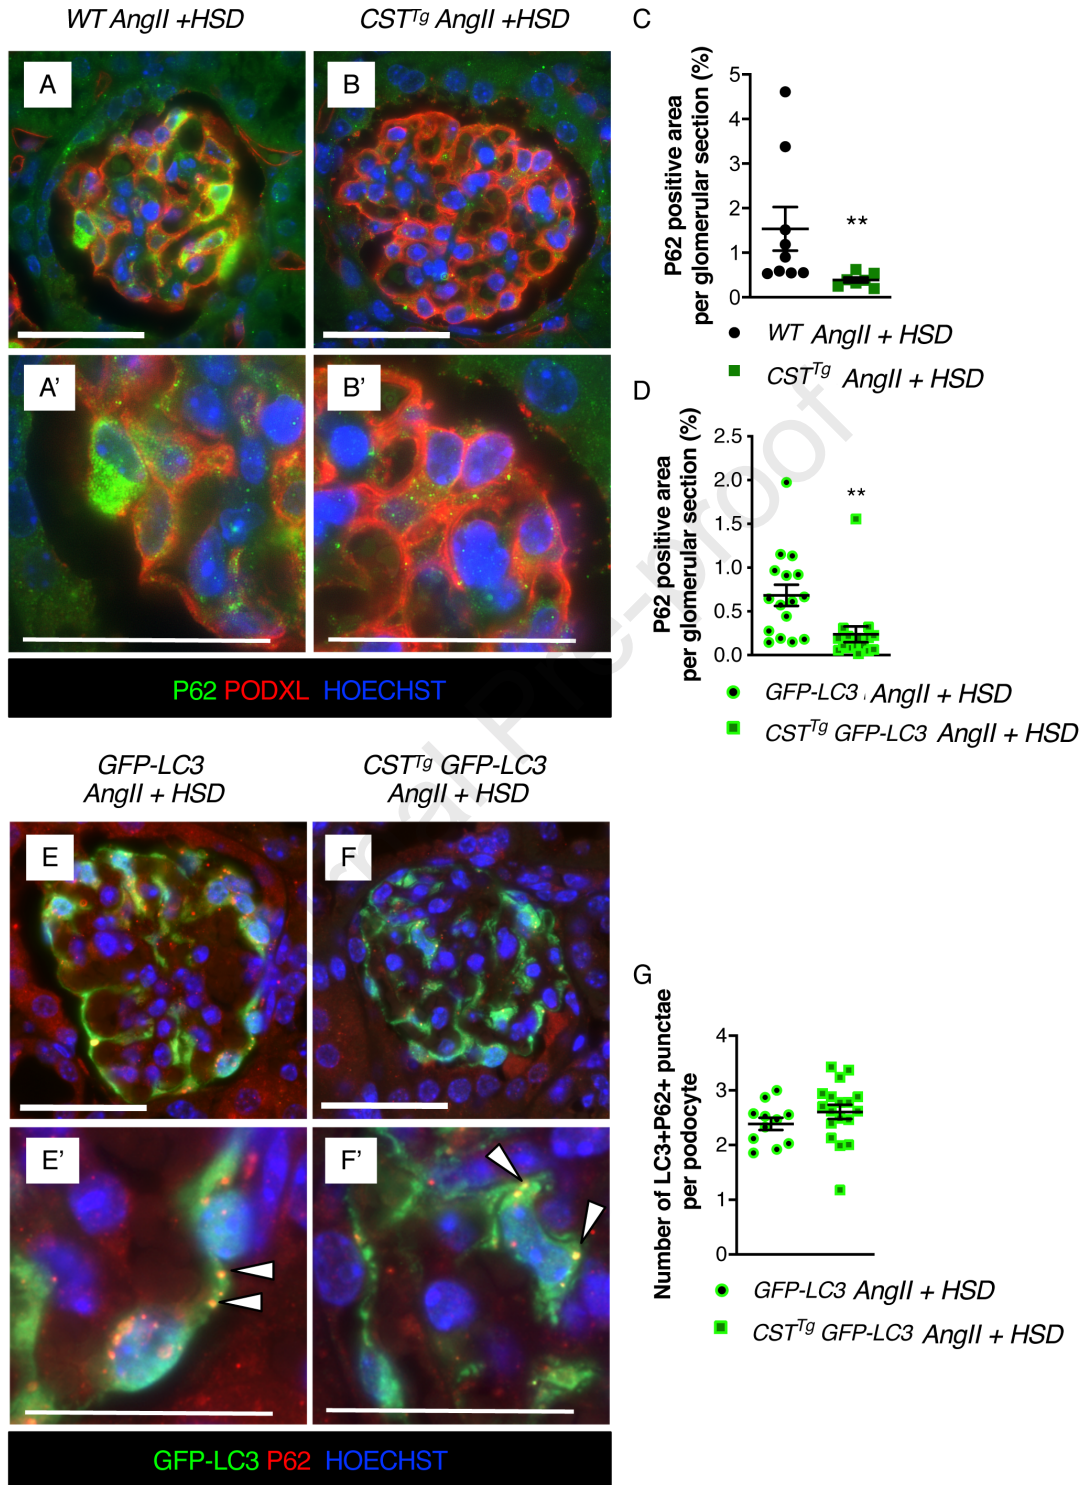 WT AngII +HSD
CSTTg AngII +HSD
A
B
A'
B'
P62 PODXL HOECHST
C
P62 positive area
per glomerular section (%)
5
4
3
2
1
0
**
WT AngII + HSD
CSTTg AngII + HSD
D
P62 positive area
per glomerular section (%)
2.5
2.0
1.5
1.0
0.5
0.0
**
GFP-LC3 AngII + HSD
CSTTg GFP-LC3 AngII + HSD
GFP-LC3
AngII + HSD
CSTTg GFP-LC3
AngII + HSD
E
F
E'
F'
GFP-LC3 P62 HOECHST
G
Number of LC3+P62+ punctae
per podocyte
4
3
2
1
0
GFP-LC3 AngII + HSD
CSTTg GFP-LC3 AngII + HSD
Pre-proof